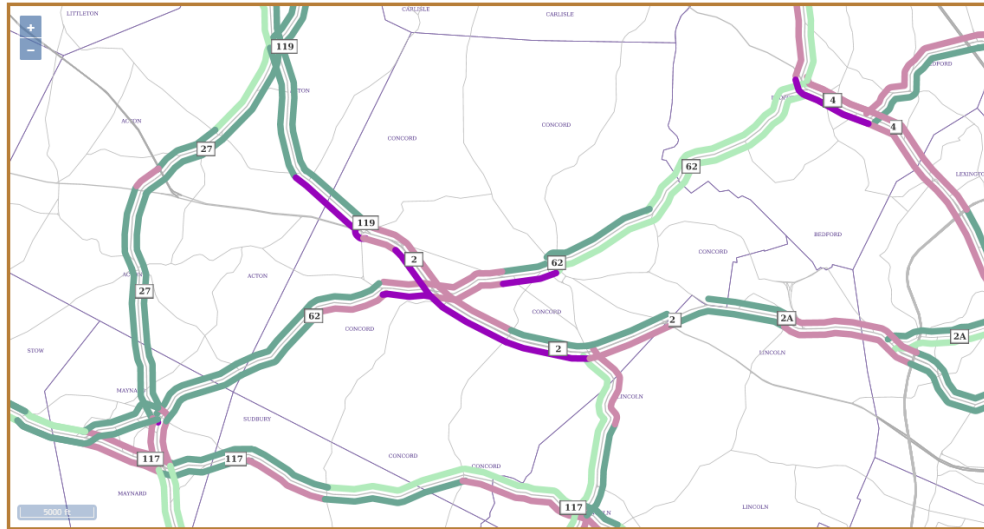 CARLISLE
LITTLETON
CARLISLE
+
119
−
BEDFORD
ACTON
4
ACTON
4
CONCORD
CONCORD
27
62
LEXINGTON
119
BEDFORD
CONCORD
2
62
ACTON
ACTON
27
CONCORD
62
2
2A
CONCORD
2A
2
STOW
LINCOLN
MAYNARD
LINCOLN
SUDBURY
117
117
CONCORD
CONCORD
MAYNARD
117
LINCOLN
5000 ft